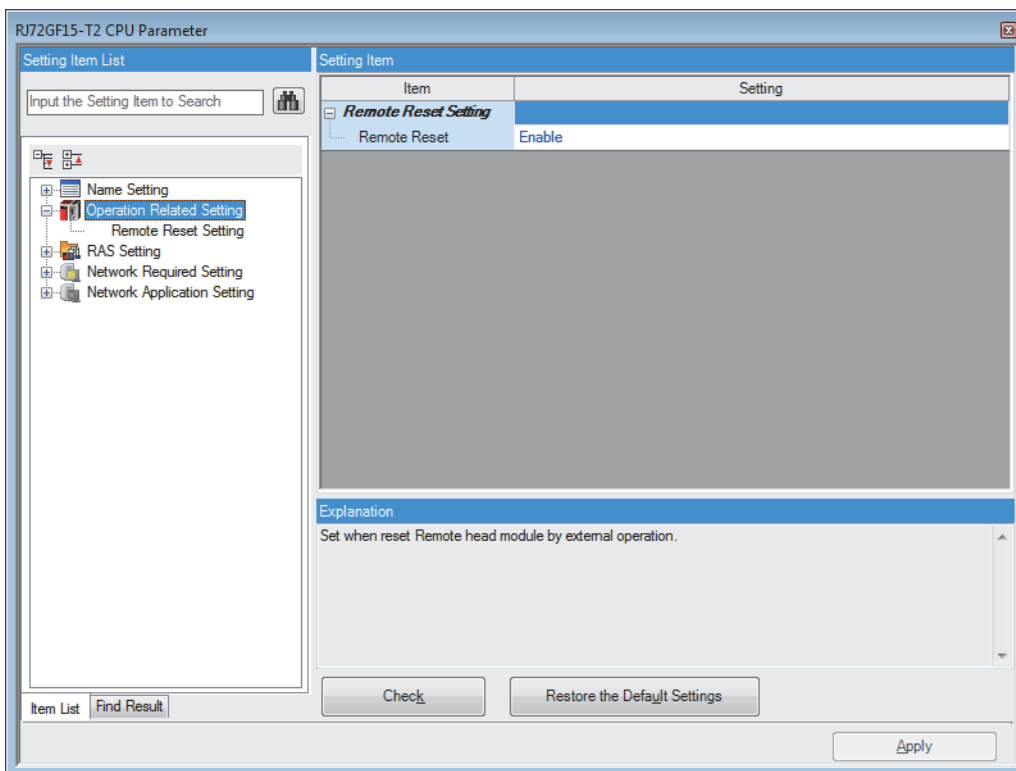 RJ72GF15-T2 CPU Parameter
Setting Item List
Input the Setting Item to Search
Name Setting
Operation Related Setting
Remote Reset Setting
RAS Setting
Network Required Setting
Network Application Setting
Item List
Find Result
Setting Item
Item Setting
Remote Reset Setting
Remote Reset Enable
Explanation
Set when reset Remote head module by external operation.
Check
Restore the Default Settings
Apply